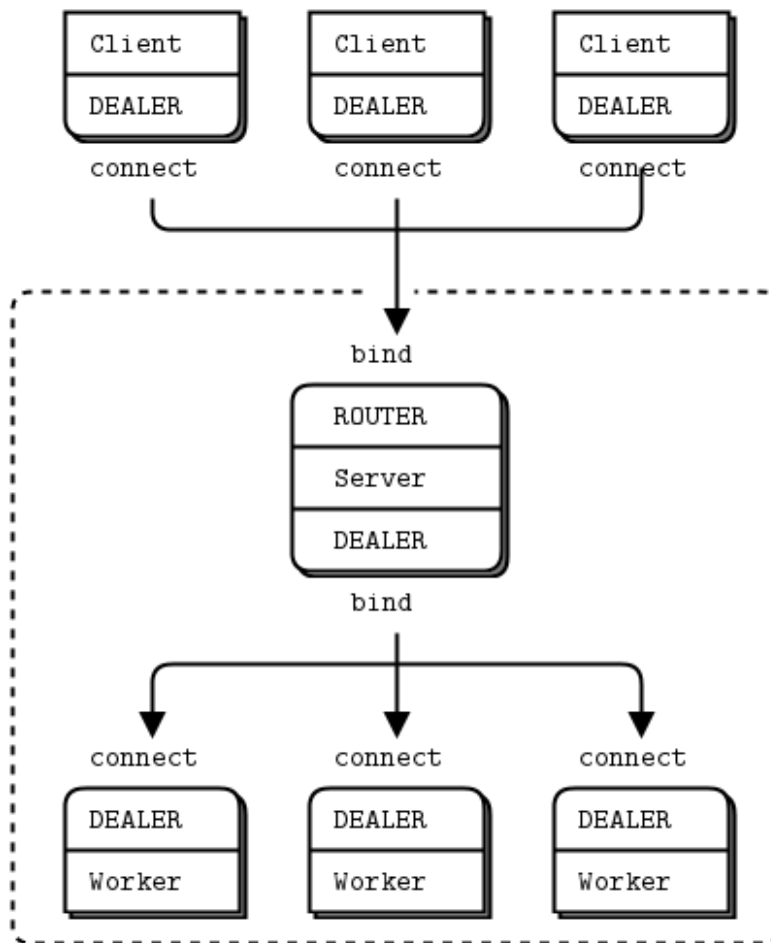 Client Client Client
DEALER DEALER DEALER
connect connect connect
bind
ROUTER
Server
DEALER
bind
connect connect connect
DEALER DEALER DEALER
Worker Worker Worker